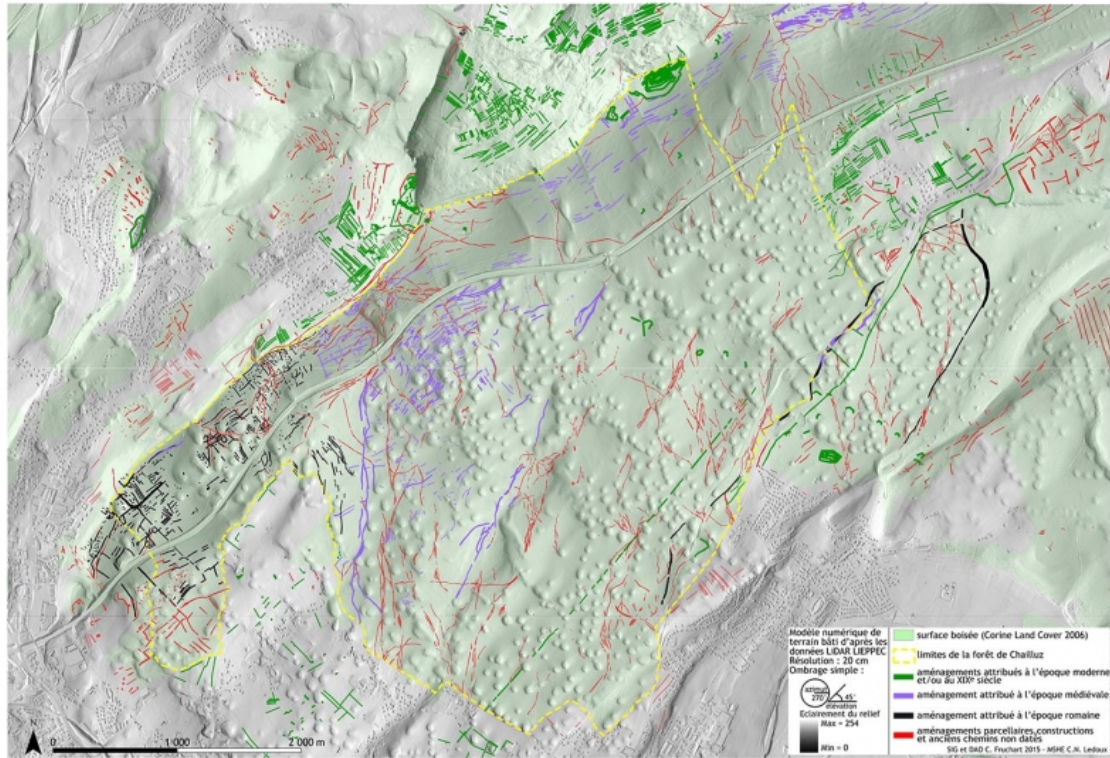 Modèle numérique de
terrain bâti d'après les
données LIDAR LIEPPEC
Résolution : 20 cm
Ombrage simple :
azimut
270°
45°
élévation
Eclairement du relief
Max = 254
Min = 0
surface boisée (Corine Land Cover 2006)
limites de la forêt de Chailluz
aménagements attribués à l'époque moderne
et/ou au XIXᵉ siècle
aménagement attribué à l'époque médiévale
aménagement attribué à l'époque romaine
aménagements parcellaires, constructions
et anciens chemins non datés
SIG et DAO C. Fruchart 2015 - MSHE C.N. Ledoux
N
0
1 000
2 000 m